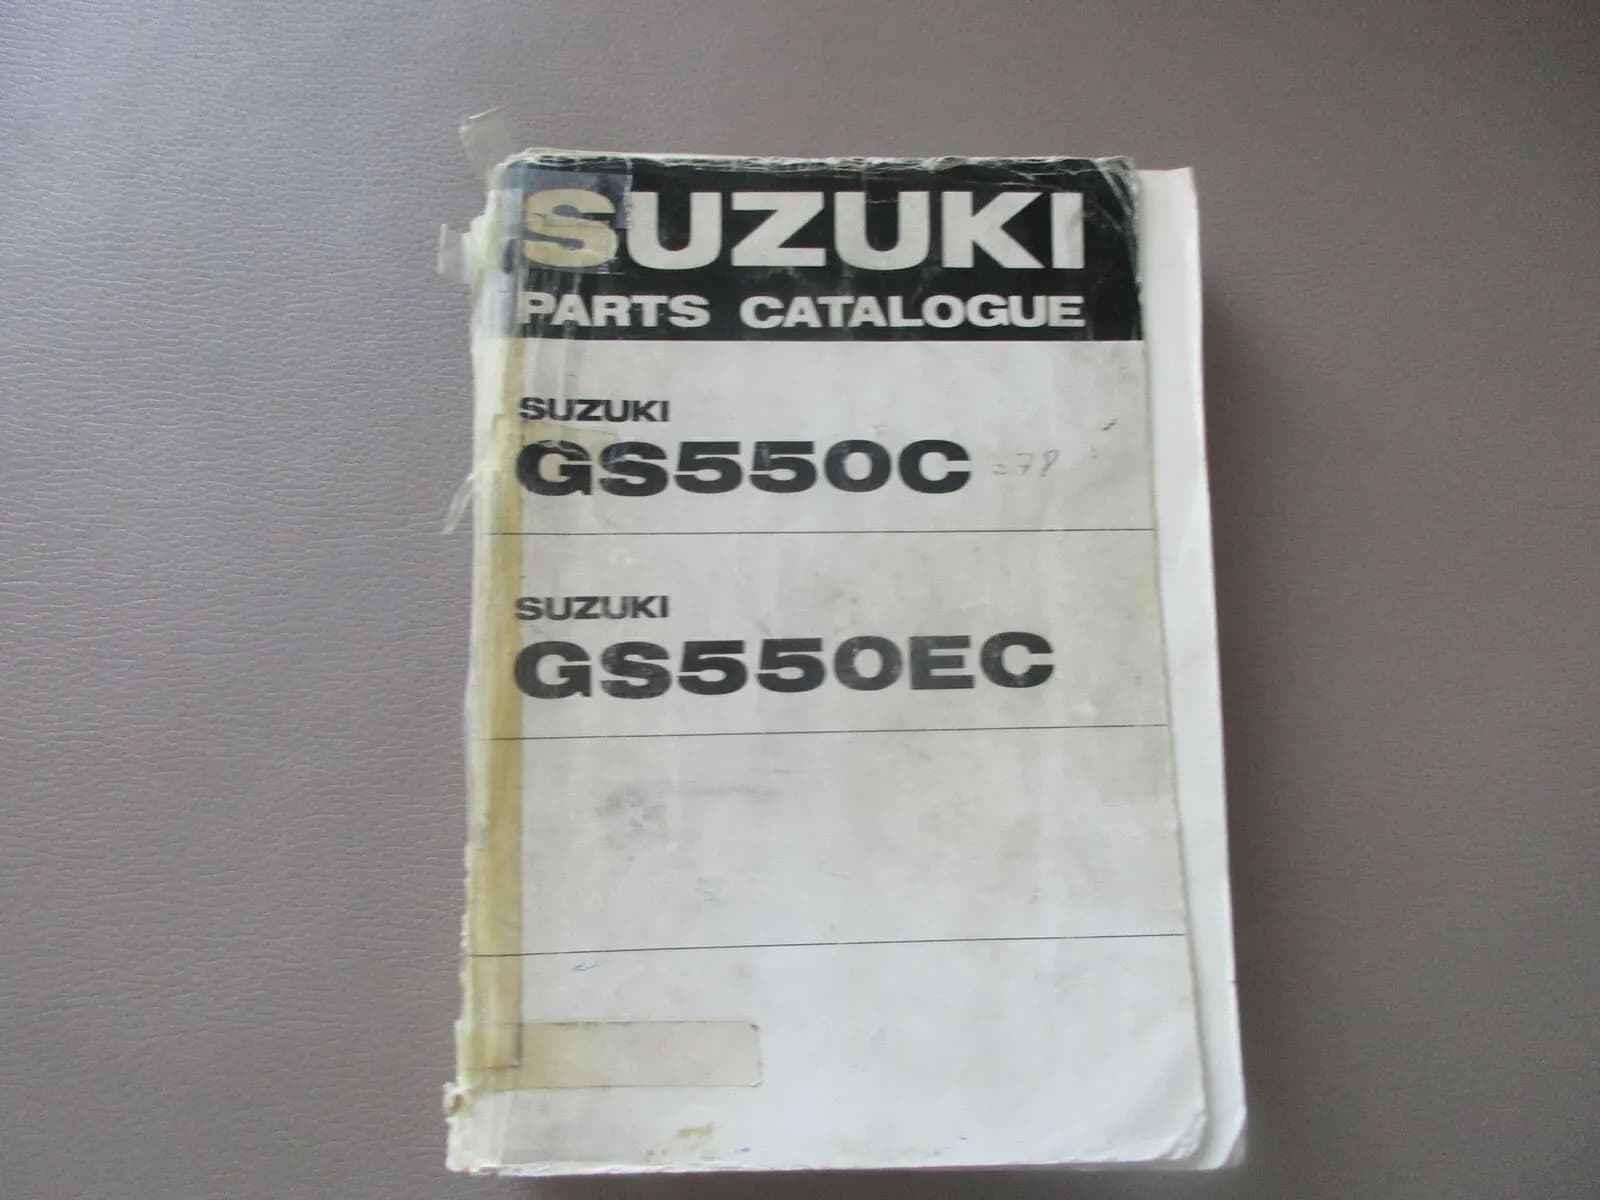 SUZUKI
PARTS CATALOGUE
SUZUKI
GS550C =78
SUZUKI
GS550EC